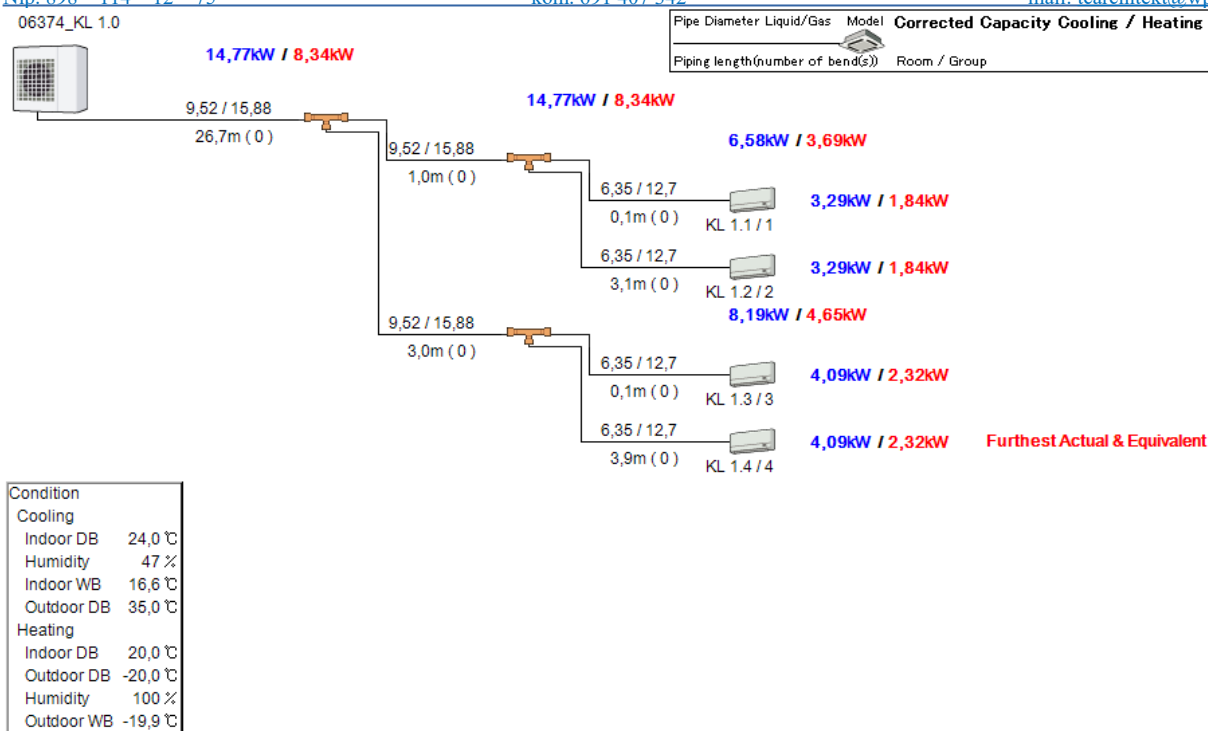 06374_KL 1.0
Pipe Diameter Liquid/Gas Model Corrected Capacity Cooling / Heating
Piping length(number of bend(s)) Room / Group
14,77kW / 8,34kW
9,52 / 15,88
26,7m ( 0 )
14,77kW / 8,34kW
9,52 / 15,88
1,0m ( 0 )
6,58kW / 3,69kW
6,35 / 12,7
0,1m ( 0 )
KL 1.1 / 1
3,29kW / 1,84kW
6,35 / 12,7
3,1m ( 0 )
KL 1.2 / 2
3,29kW / 1,84kW
8,19kW / 4,65kW
9,52 / 15,88
3,0m ( 0 )
6,35 / 12,7
0,1m ( 0 )
KL 1.3 / 3
4,09kW / 2,32kW
6,35 / 12,7
3,9m ( 0 )
KL 1.4 / 4
4,09kW / 2,32kW
Furthest Actual & Equivalent
Condition
Cooling
Indoor DB 24,0 ℃
Humidity 47 %
Indoor WB 16,6 ℃
Outdoor DB 35,0 ℃
Heating
Indoor DB 20,0 ℃
Outdoor DB -20,0 ℃
Humidity 100 %
Outdoor WB -19,9 ℃